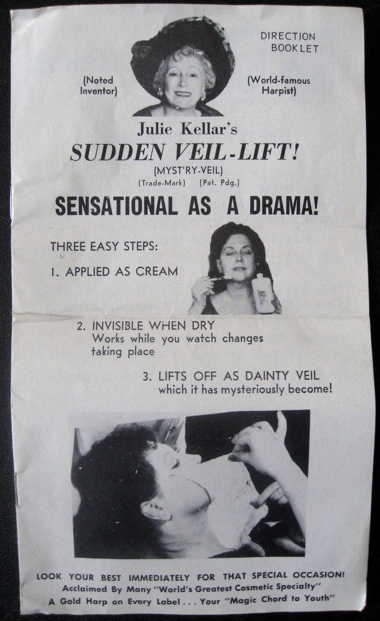 DIRECTION
BOOKLET
(Noted
Inventor)
(World-famous
Harpist)
Julie Kellar's
SUDDEN VEIL-LIFT!
(MYST'RY-VEIL)
(Trade-Mark) (Pat. Pdg.)
SENSATIONAL AS A DRAMA!
THREE EASY STEPS:
1. APPLIED AS CREAM
2. INVISIBLE WHEN DRY
Works while you watch changes
taking place
3. LIFTS OFF AS DAINTY VEIL
which it has mysteriously become!
LOOK YOUR BEST IMMEDIATELY FOR THAT SPECIAL OCCASION!
Acclaimed By Many "World's Greatest Cosmetic Specialty"
A Gold Harp on Every Label . . . Your "Magic Chord to Youth"